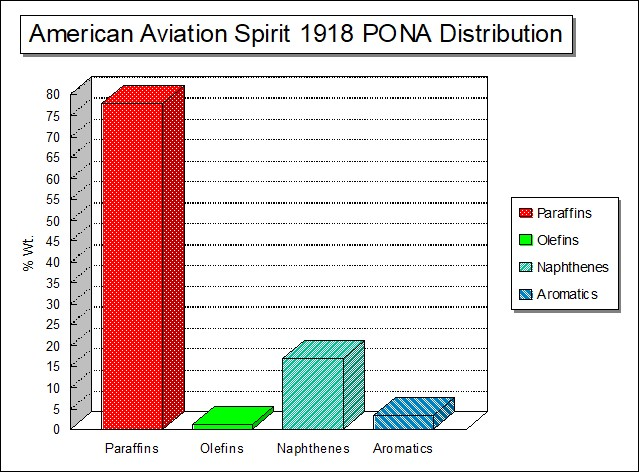 American Aviation Spirit 1918 PONA Distribution
80
75
70
65
60
55
50
45
40
35
30
25
20
15
10
5
0
% Wt.
Paraffins
Olefins
Naphthenes
Aromatics
Paraffins Olefins Naphthenes Aromatics